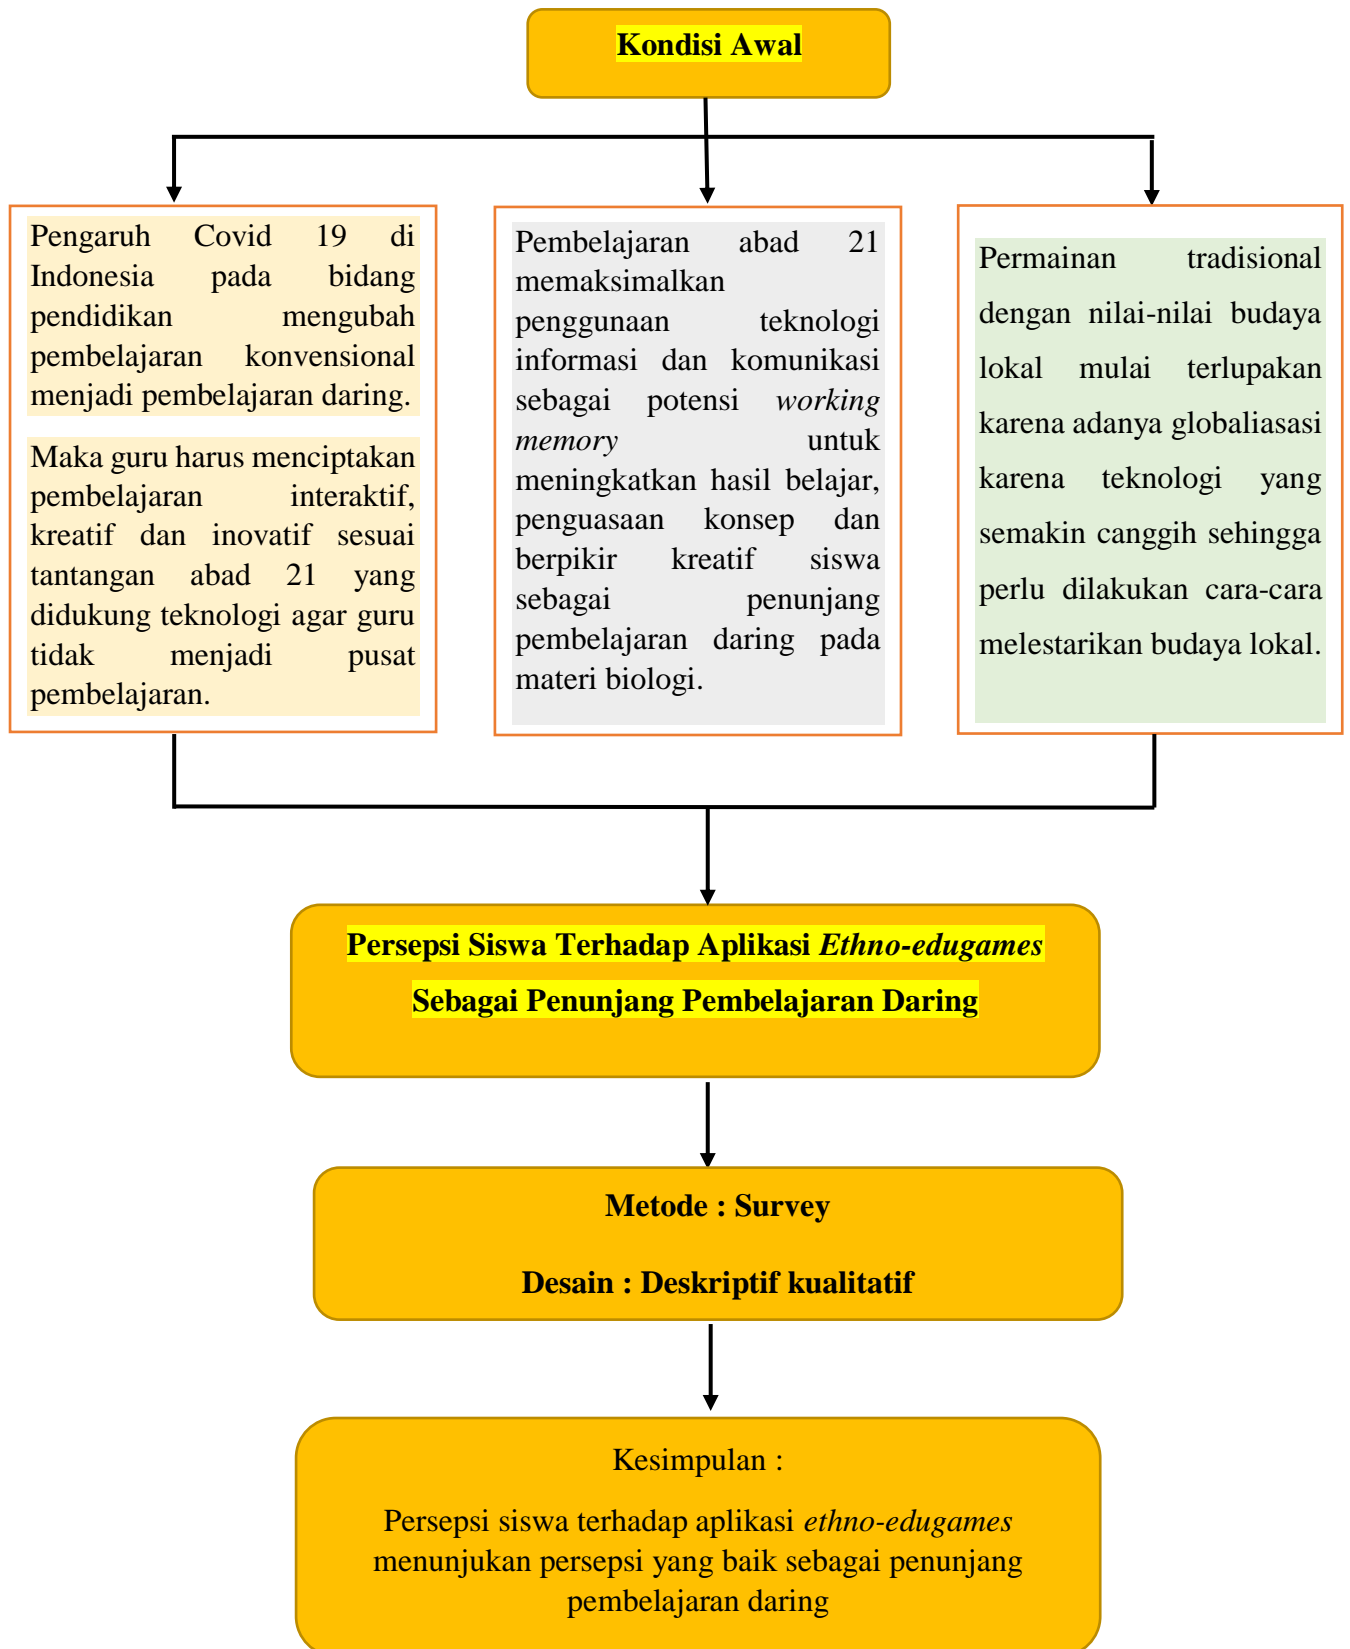 Kondisi Awal
Pengaruh Covid 19 di
Indonesia pada bidang
pendidikan mengubah
pembelajaran konvensional
menjadi pembelajaran daring.
Maka guru harus menciptakan
pembelajaran interaktif,
kreatif dan inovatif sesuai
tantangan abad 21 yang
didukung teknologi agar guru
tidak menjadi pusat
pembelajaran.
Pembelajaran abad 21
memaksimalkan
penggunaan teknologi
informasi dan komunikasi
sebagai potensi working
memory untuk
meningkatkan hasil belajar,
penguasaan konsep dan
berpikir kreatif siswa
sebagai penunjang
pembelajaran daring pada
materi biologi.
Permainan tradisional
dengan nilai-nilai budaya
lokal mulai terlupakan
karena adanya globaliasasi
karena teknologi yang
semakin canggih sehingga
perlu dilakukan cara-cara
melestarikan budaya lokal.
Persepsi Siswa Terhadap Aplikasi Ethno-edugames
Sebagai Penunjang Pembelajaran Daring
Metode : Survey
Desain : Deskriptif kualitatif
Kesimpulan :
Persepsi siswa terhadap aplikasi ethno-edugames
menunjukan persepsi yang baik sebagai penunjang
pembelajaran daring